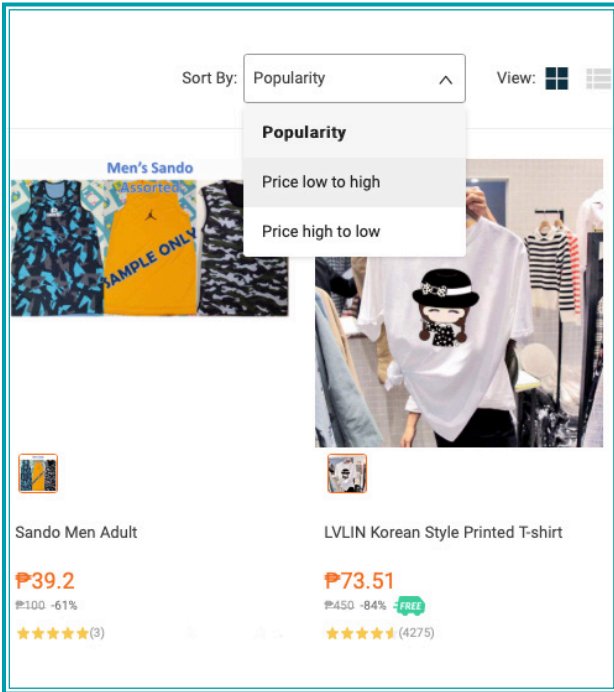 Sort By:
Popularity
View:
Popularity
Price low to high
Price high to low
Men's Sando
Assorted
SAMPLE ONLY
Sando Men Adult
₱39.2
₱100 -61%
(3)
LVLIN Korean Style Printed T-shirt
₱73.51
₱450 -84% FREE
(4275)